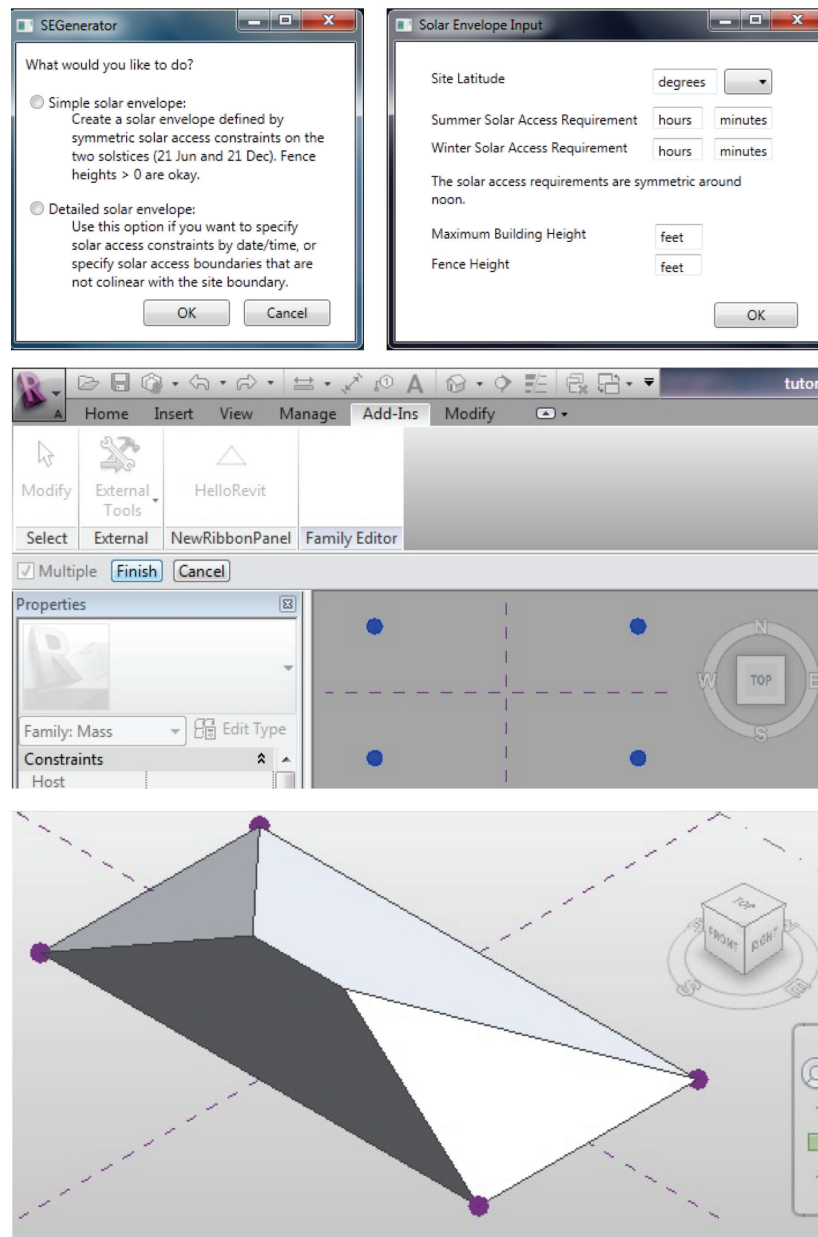 SEGenerator
What would you like to do?
Simple solar envelope:
Create a solar envelope defined by
symmetric solar access constraints on the
two solstices (21 Jun and 21 Dec). Fence
heights > 0 are okay.
Detailed solar envelope:
Use this option if you want to specify
solar access constraints by date/time, or
specify solar access boundaries that are
not colinear with the site boundary.
OK Cancel
Solar Envelope Input
Site Latitude degrees
Summer Solar Access Requirement hours minutes
Winter Solar Access Requirement hours minutes
The solar access requirements are symmetric around
noon.
Maximum Building Height feet
Fence Height feet
OK
tutor
A Home Insert View Manage Add-Ins Modify
Modify External Tools HelloRevit
Select External NewRibbonPanel Family Editor
Multiple Finish Cancel
Properties
Family: Mass Edit Type
Constraints
Host
N
W TOP E
S
TOP
FRONT RIGHT
S E